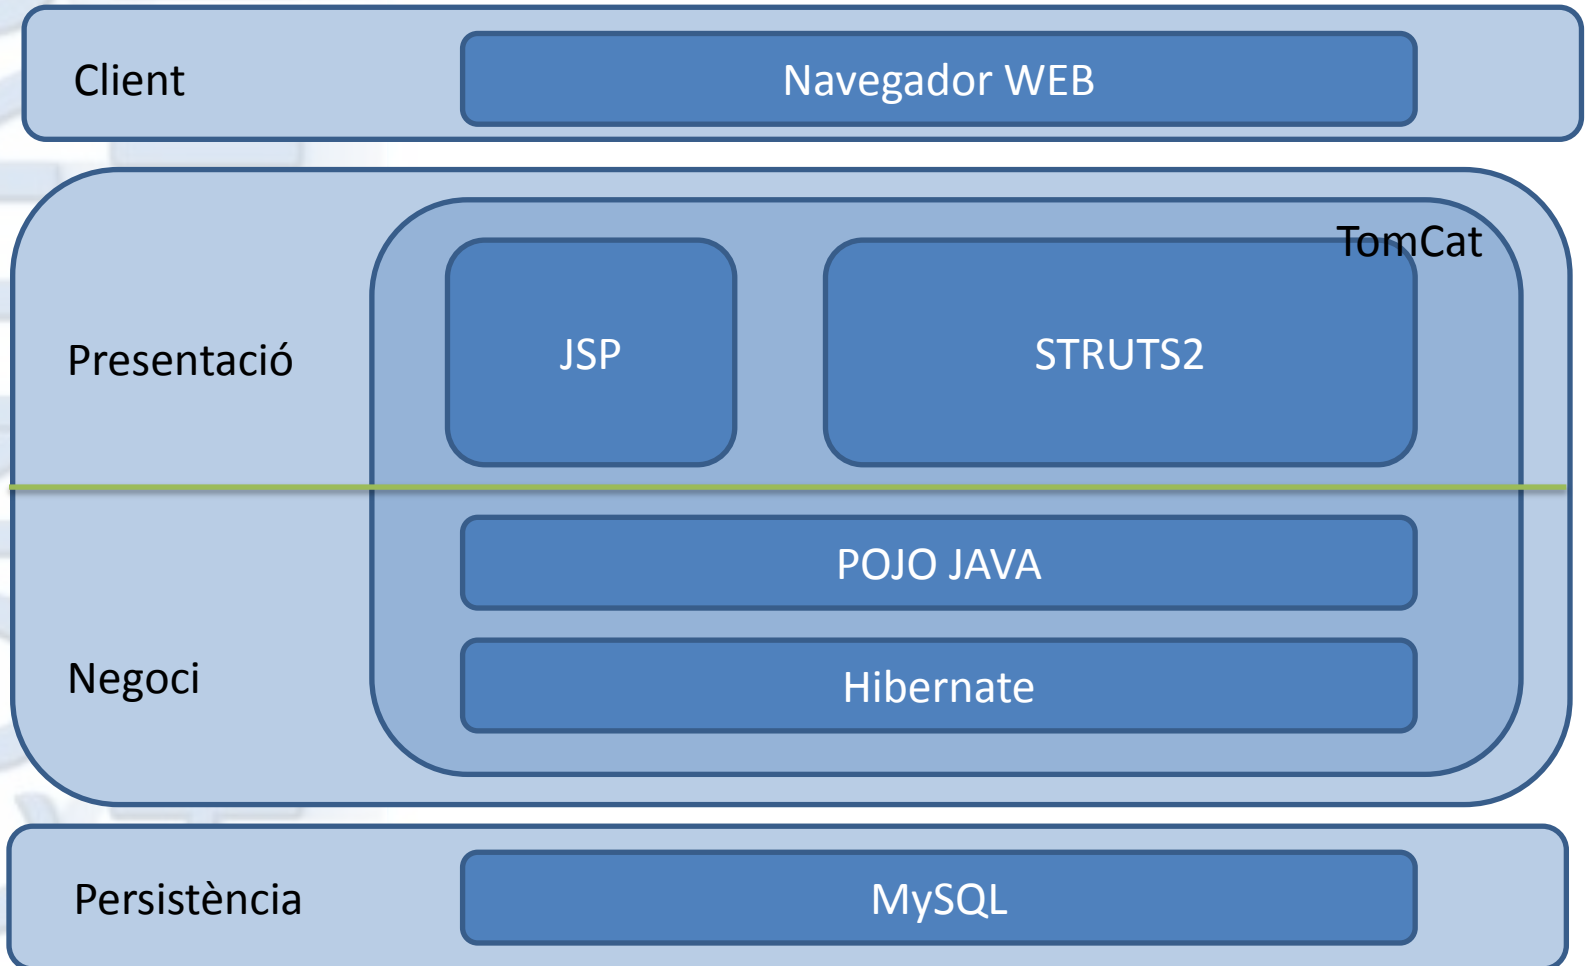 Client
Navegador WEB
TomCat
Presentació
JSP
STRUTS2
POJO JAVA
Negoci
Hibernate
Persistència
MySQL